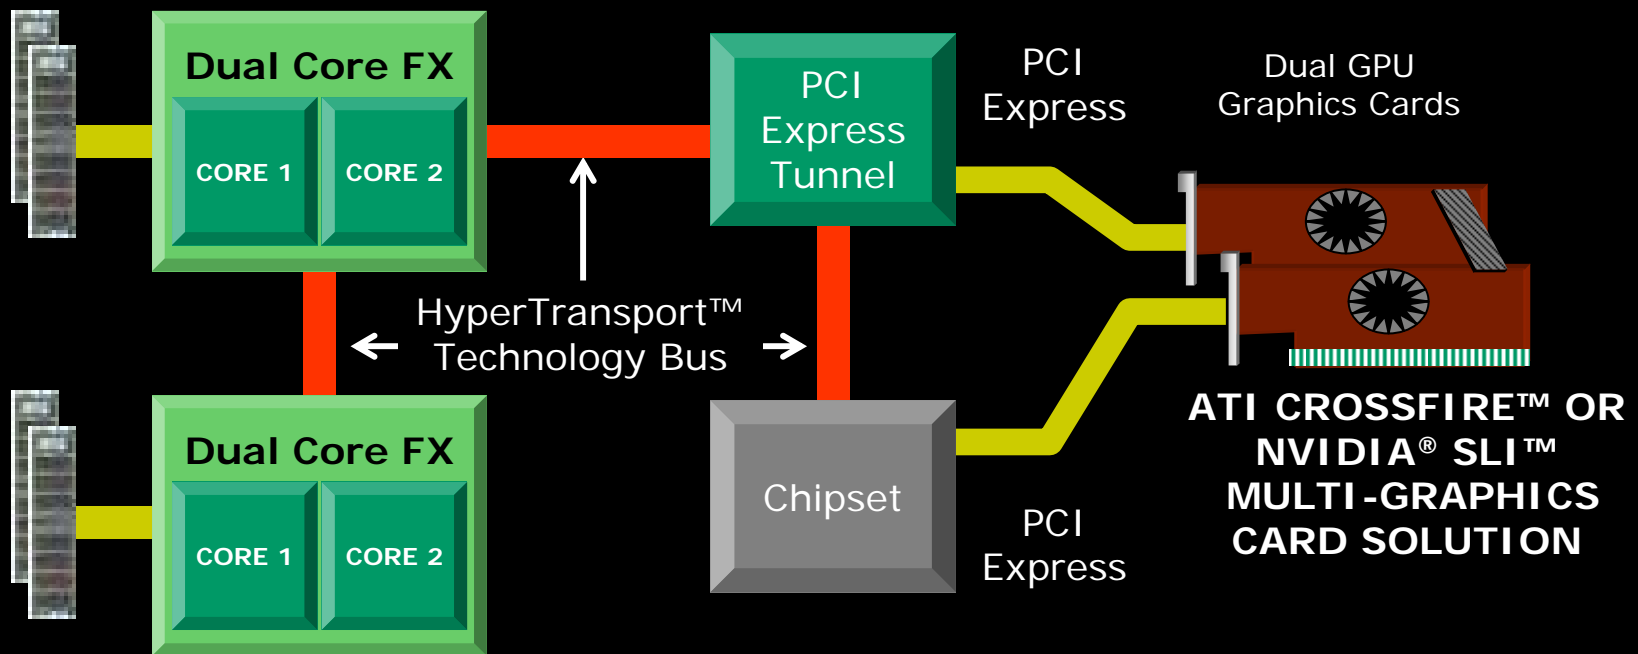 Dual Core FX
CORE 1
CORE 2
PCI
Express
Tunnel
PCI
Express
Dual GPU
Graphics Cards
HyperTransport™
Technology Bus
Dual Core FX
CORE 1
CORE 2
Chipset
PCI
Express
ATI CROSSFIRE™ OR
NVIDIA® SLI™
MULTI-GRAPHICS
CARD SOLUTION